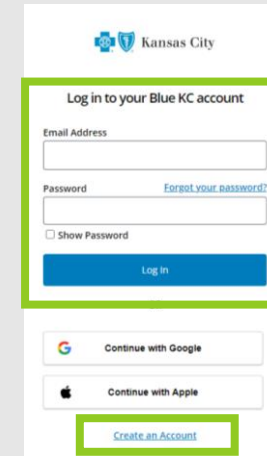 Kansas City
Log in to your Blue KC account
Email Address
Password Forgot your password?
Show Password
Log In
Continue with Google
Continue with Apple
Create an Account